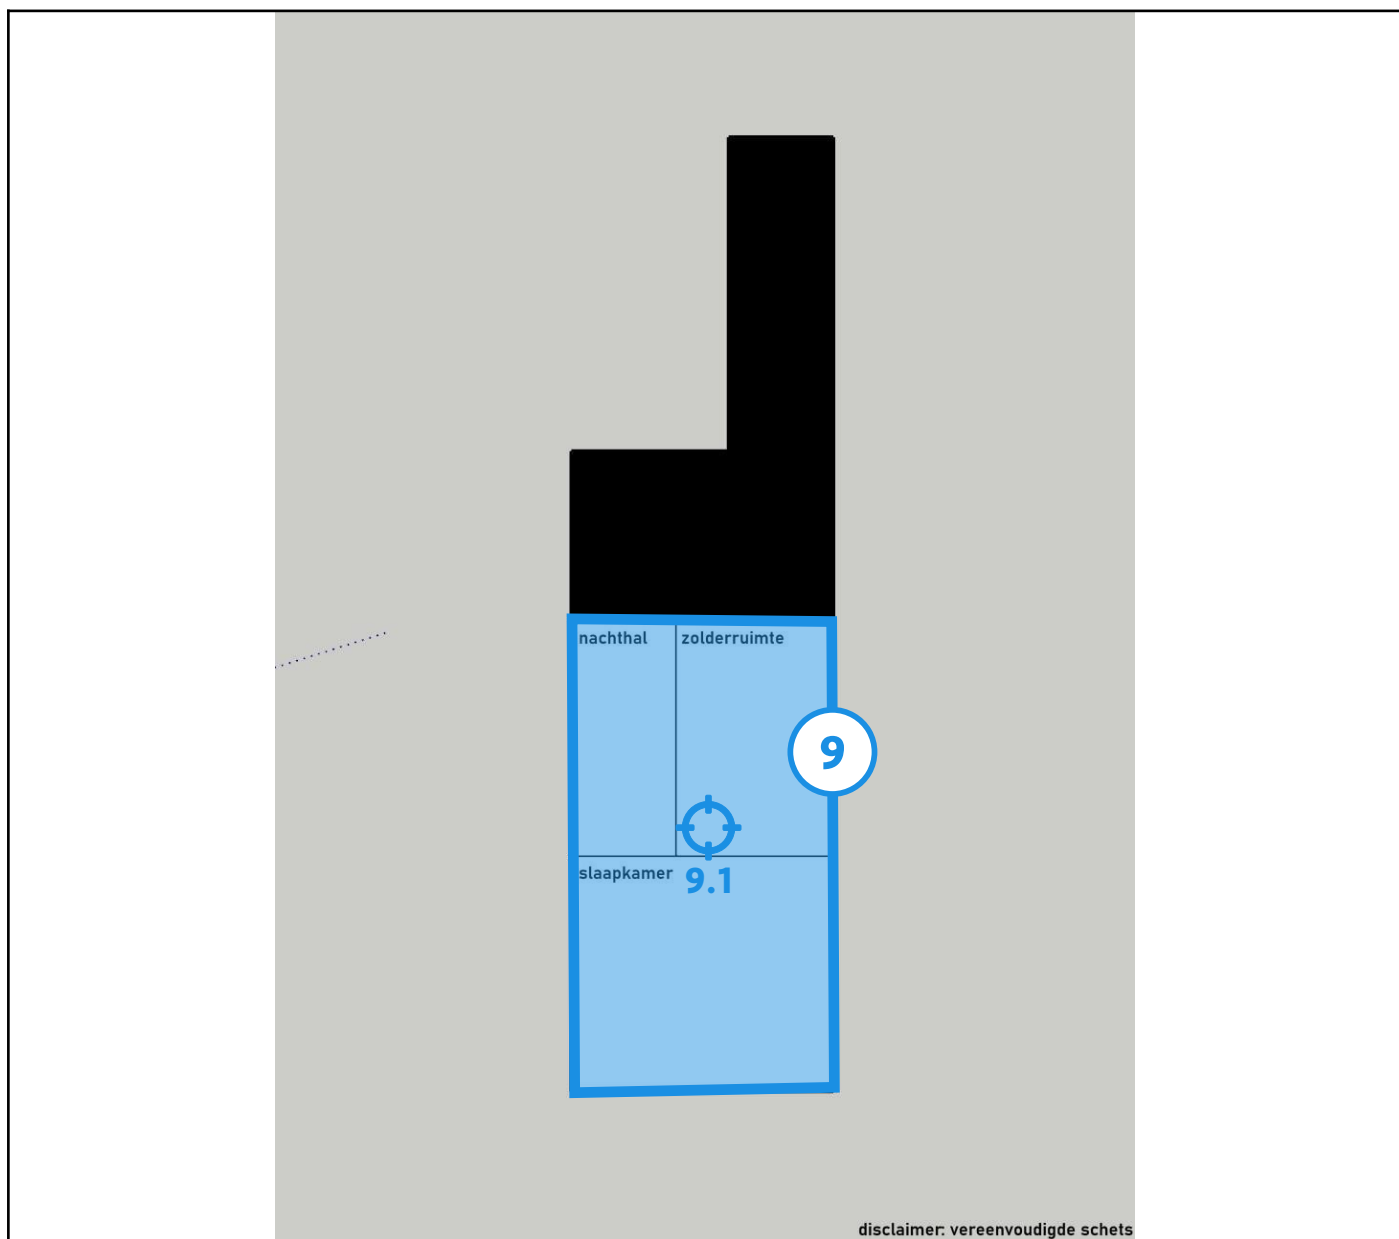 nachthal
zolderruimte
9
slaapkamer
9.1
disclaimer: vereenvoudigde schets